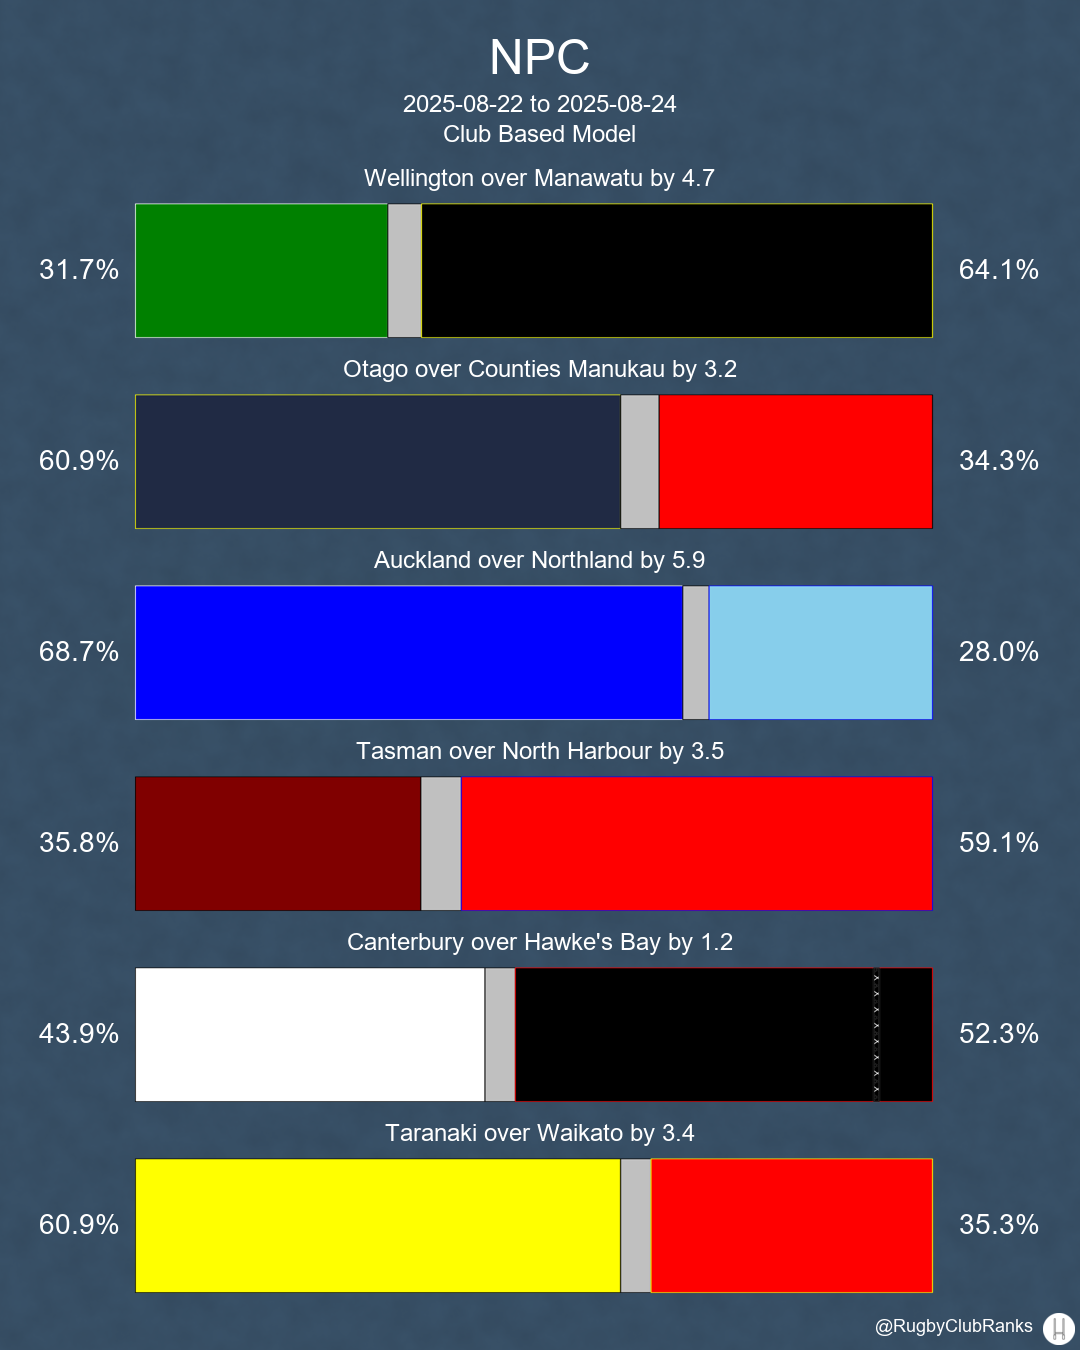 NPC
2025-08-22 to 2025-08-24
Club Based Model
Wellington over Manawatu by 4.7
31.7%
64.1%
Otago over Counties Manukau by 3.2
60.9%
34.3%
Auckland over Northland by 5.9
68.7%
28.0%
Tasman over North Harbour by 3.5
35.8%
59.1%
Canterbury over Hawke's Bay by 1.2
43.9%
52.3%
Taranaki over Waikato by 3.4
60.9%
35.3%
@RugbyClubRanks